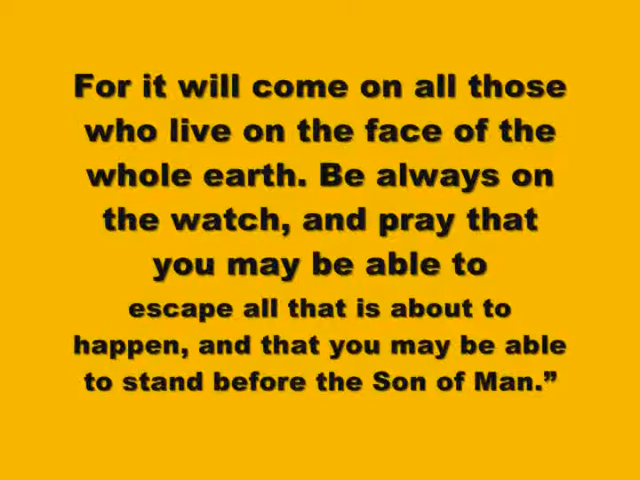 For it will come on all those
who live on the face of the
whole earth. Be always on
the watch, and pray that
you may be able to
escape all that is about to
happen, and that you may be able
to stand before the Son of Man.”